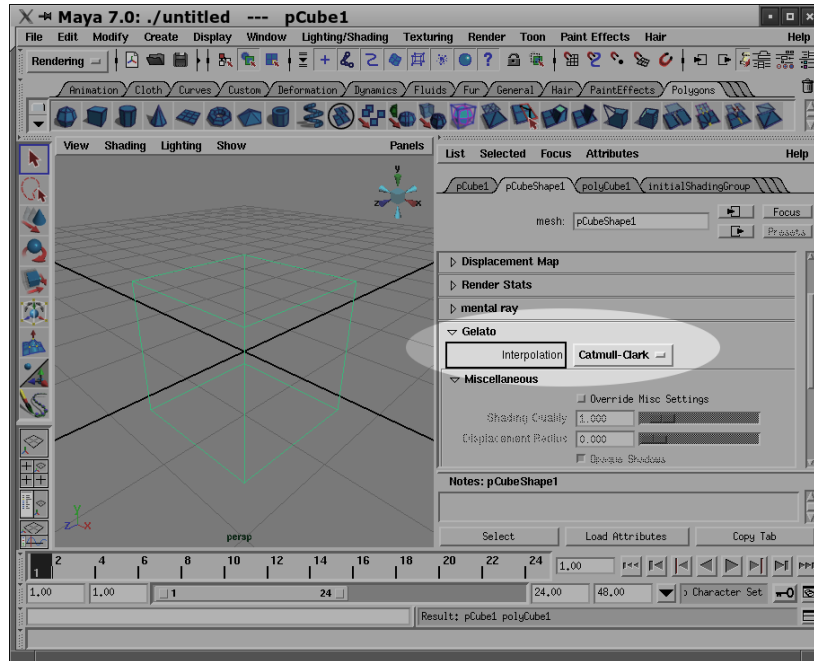 Maya 7.0: ./untitled --- pCube1
File Edit Modify Create Display Window Lighting/Shading Texturing Render Toon Paint Effects Hair Help
Rendering
Animation Cloth Curves Custom Deformation Dynamics Fluids Fur General Hair PaintEffects Polygons
View Shading Lighting Show Panels
List Selected Focus Attributes Help
pCube1 pCubeShape1 polyCube1 initialShadingGroup
mesh: pCubeShape1 Focus
Presets
Displacement Map
Render Stats
mental ray
Gelato
Interpolation Catmull-Clark
Miscellaneous
Override Misc Settings
Shading Quality 1.000
Displacement Radius 0.000
Opaque Shadows
y
z x
y
z x
persp
Notes: pCubeShape1
Select Load Attributes Copy Tab
1 2 4 6 8 10 12 14 16 18 20 22 24 1.00
1.00 1.00 1 24 24.00 48.00 Character Set
Result: pCube1 polyCube1